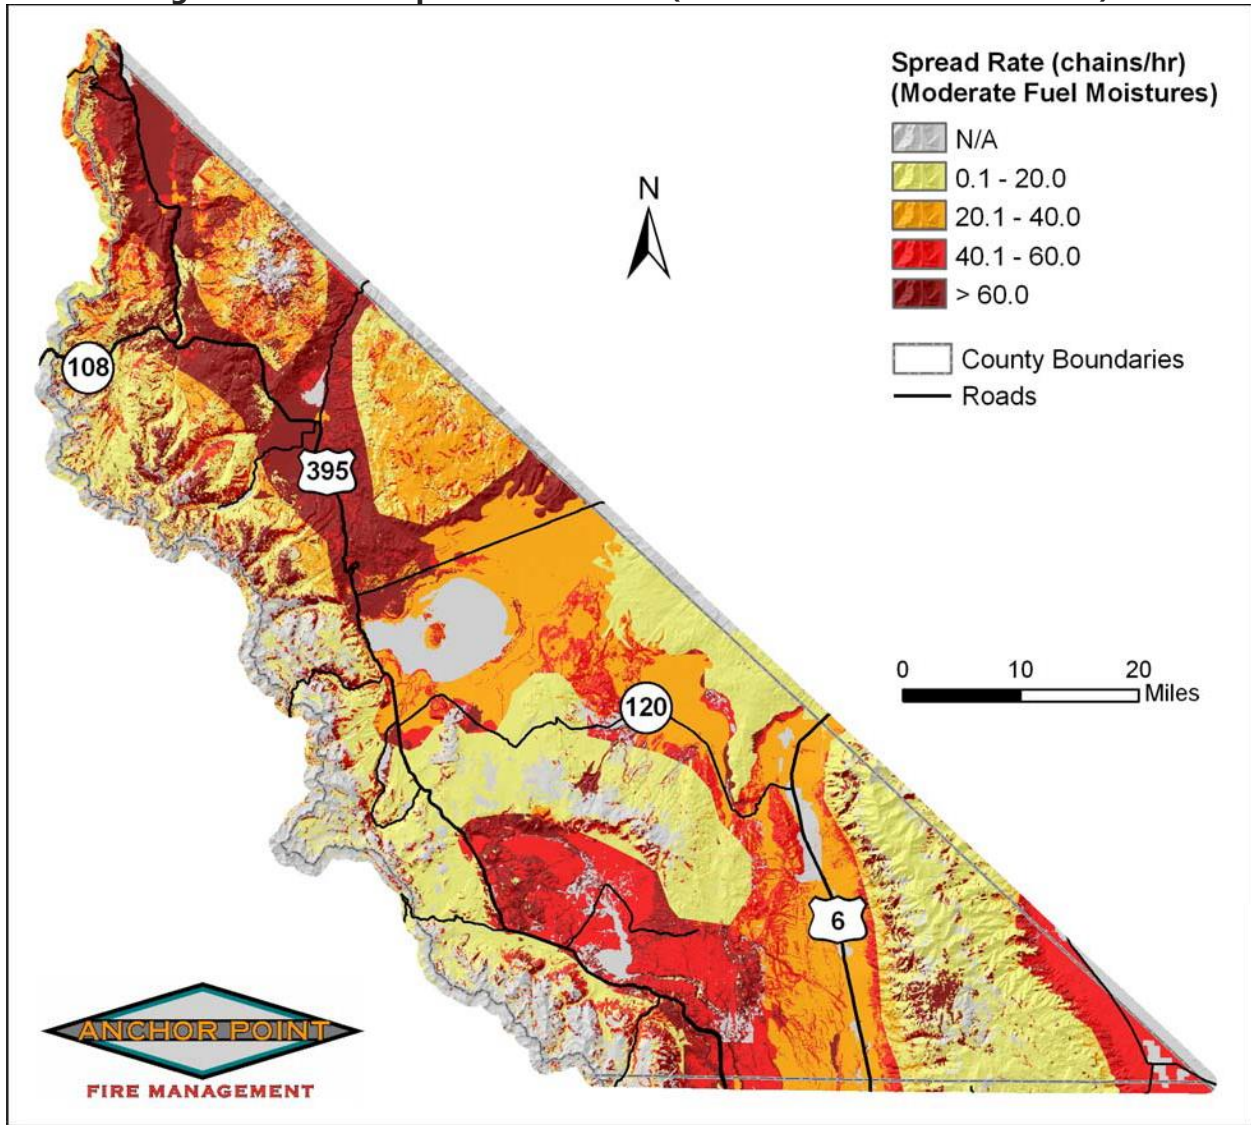 Spread Rate (chains/hr)
(Moderate Fuel Moistures)
N/A
0.1 - 20.0
20.1 - 40.0
40.1 - 60.0
> 60.0
County Boundaries
Roads
N
108
395
0 10 20
Miles
120
6
ANCHOR POINT
FIRE MANAGEMENT